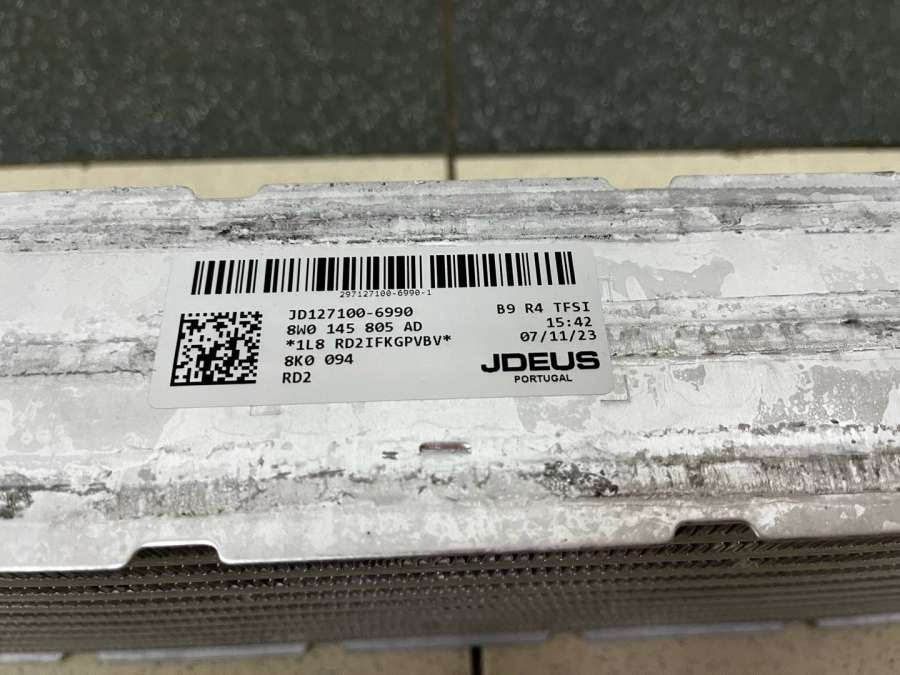 297127100-6990-1
JD127100-6990
8W0 145 805 AD
*1L8 RD2IFKGPVBV*
8K0 094
RD2
B9 R4 TFSI
15:42
07/11/23
JDEUS
PORTUGAL